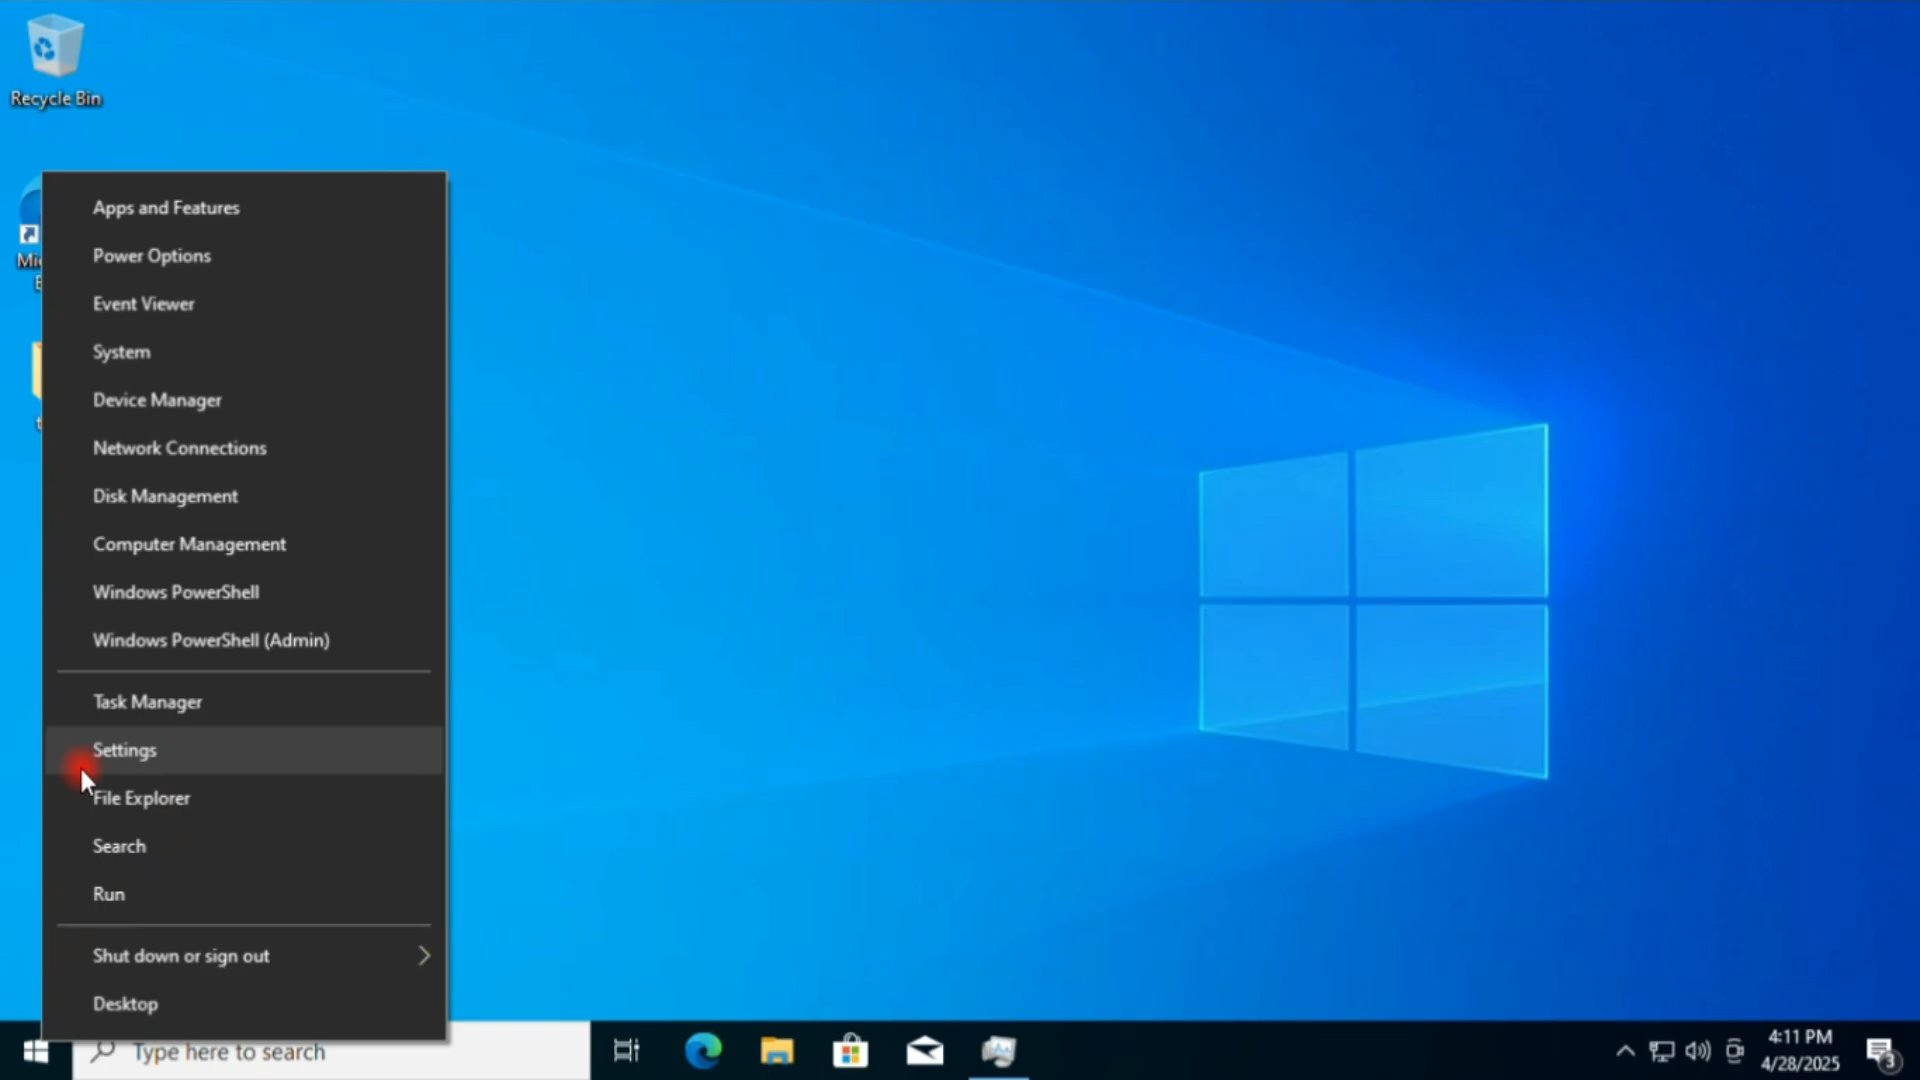 Recycle Bin
Apps and Features
Power Options
Event Viewer
System
Device Manager
Network Connections
Disk Management
Computer Management
Windows PowerShell
Windows PowerShell (Admin)
Task Manager
Settings
File Explorer
Search
Run
Shut down or sign out
Desktop
Type here to search
4:11 PM
4/28/2025
3